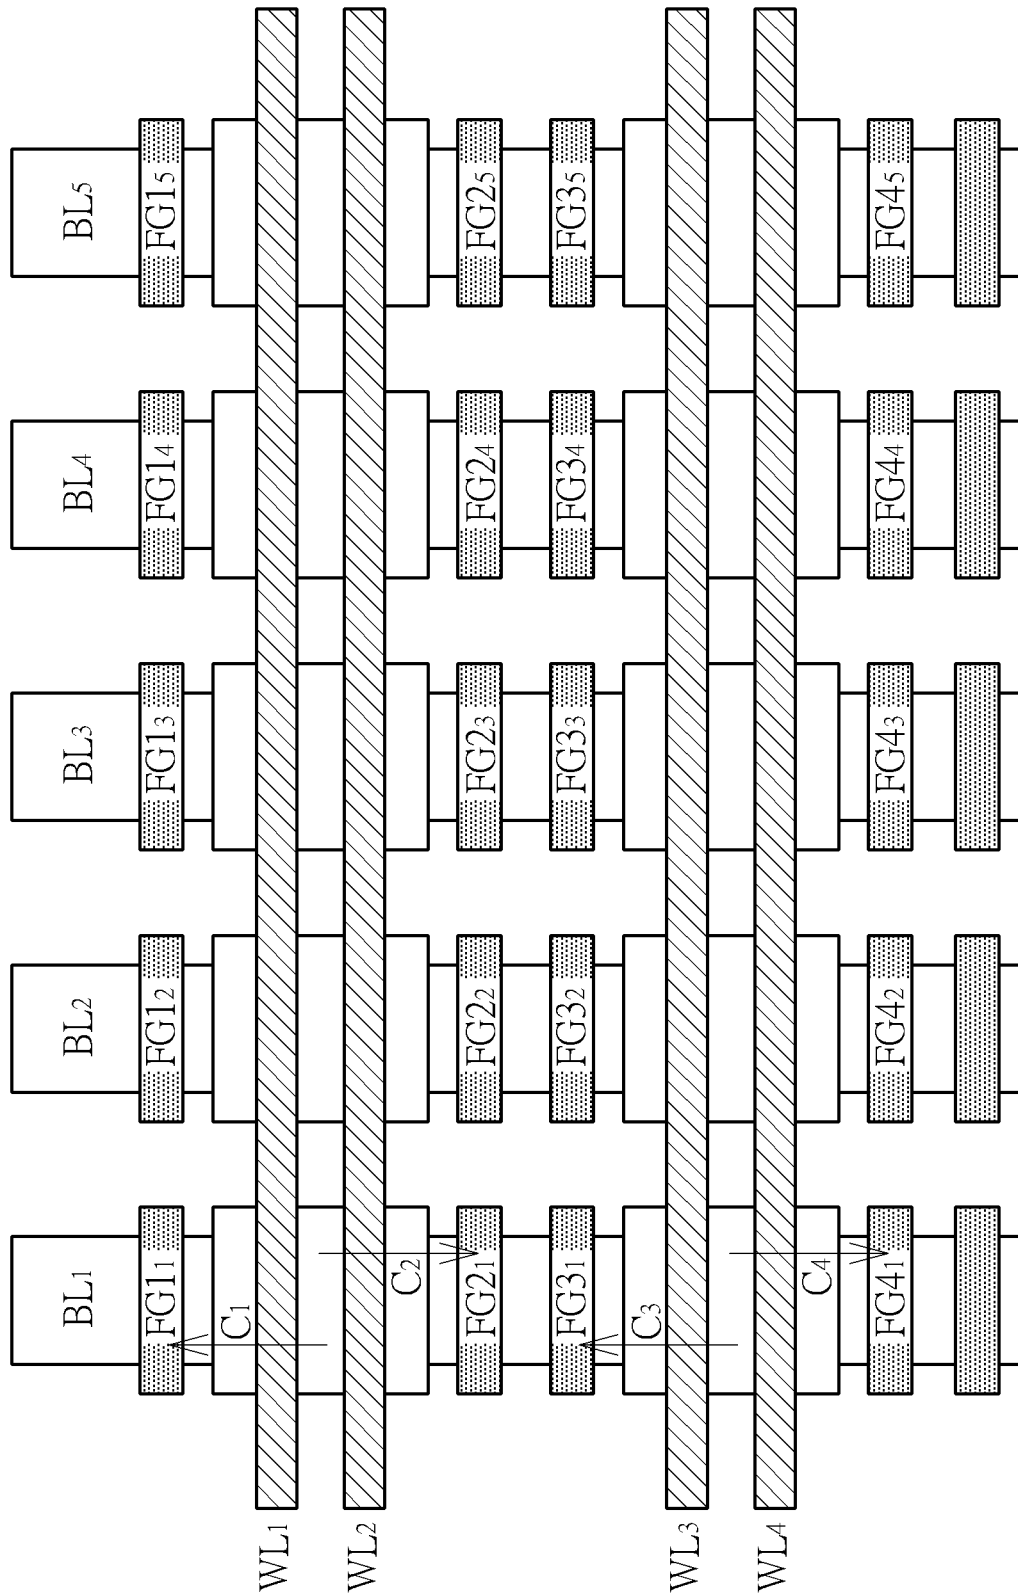 BL₁ BL₂ BL₃ BL₄ BL₅
FG1₁ FG1₂ FG1₃ FG1₄ FG1₅
C₁
WL₁
WL₂
C₂
FG2₁ FG2₂ FG2₃ FG2₄ FG2₅
FG3₁ FG3₂ FG3₃ FG3₄ FG3₅
C₃
WL₃
WL₄
C₄
FG4₁ FG4₂ FG4₃ FG4₄ FG4₅